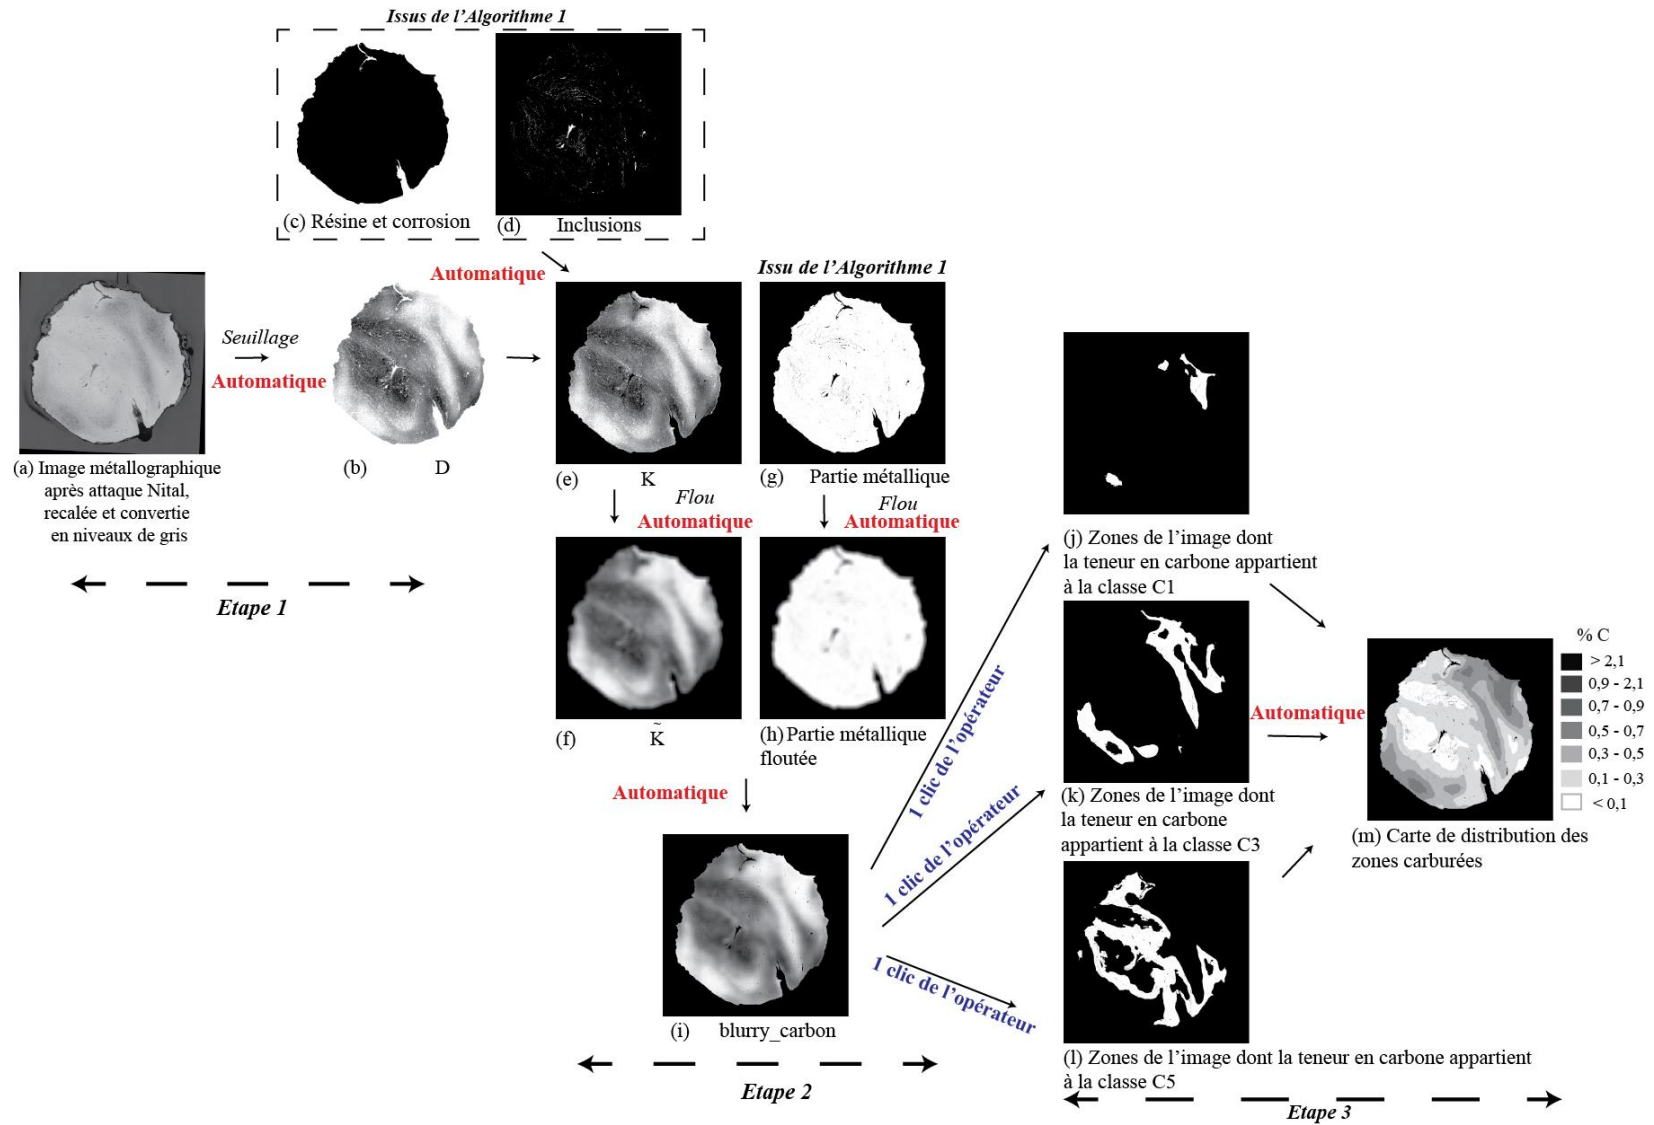 Issus de l’Algorithme 1
(c) Résine et corrosion
(d) Inclusions
Automatique
Issu de l’Algorithme 1
Seuillage
Automatique
(a) Image métallographique
après attaque Nital,
recalée et convertie
en niveaux de gris
(b) D
(e) K
(g) Partie métallique
Flou
Automatique
Flou
Automatique
Etape 1
(f) K̃
(h) Partie métallique
floutée
Automatique
(i) blurry_carbon
Etape 2
1 clic de l’opérateur
1 clic de l’opérateur
1 clic de l’opérateur
(j) Zones de l’image dont
la teneur en carbone appartient
à la classe C1
(k) Zones de l’image dont
la teneur en carbone
appartient à la classe C3
(l) Zones de l’image dont la teneur en carbone appartient
à la classe C5
Automatique
% C
> 2,1
0,9 - 2,1
0,7 - 0,9
0,5 - 0,7
0,3 - 0,5
0,1 - 0,3
< 0,1
(m) Carte de distribution des
zones carburées
Etape 3